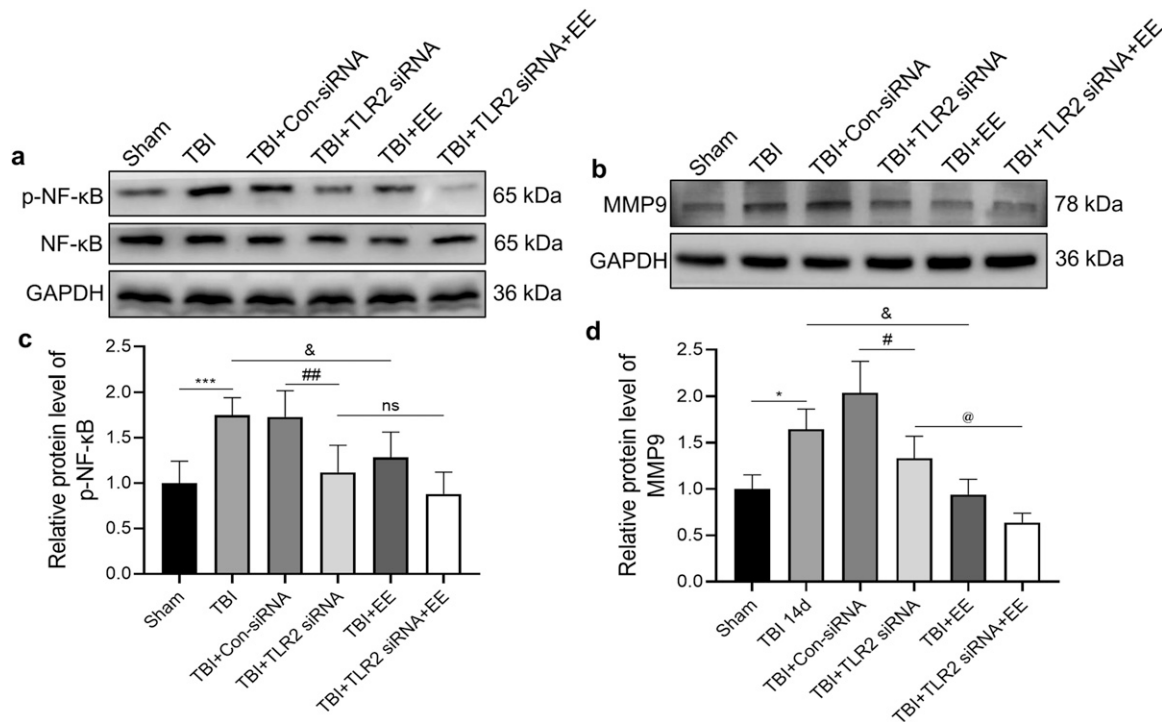 a
Sham
TBI
TBI+Con-siRNA
TBI+TLR2 siRNA
TBI+EE
TBI+TLR2 siRNA+EE
p-NF-κB
65 kDa
NF-κB
65 kDa
GAPDH
36 kDa
b
Sham
TBI
TBI+Con-siRNA
TBI+TLR2 siRNA
TBI+EE
TBI+TLR2 siRNA+EE
MMP9
78 kDa
GAPDH
36 kDa
c
Relative protein level of
p-NF-κB
2.5
2.0
1.5
1.0
0.5
0.0
***
&
##
ns
Sham
TBI
TBI+Con-siRNA
TBI+TLR2 siRNA
TBI+EE
TBI+TLR2 siRNA+EE
d
Relative protein level of
MMP9
2.5
2.0
1.5
1.0
0.5
0.0
*
&
#
@
Sham
TBI 14d
TBI+Con-siRNA
TBI+TLR2 siRNA
TBI+EE
TBI+TLR2 siRNA+EE